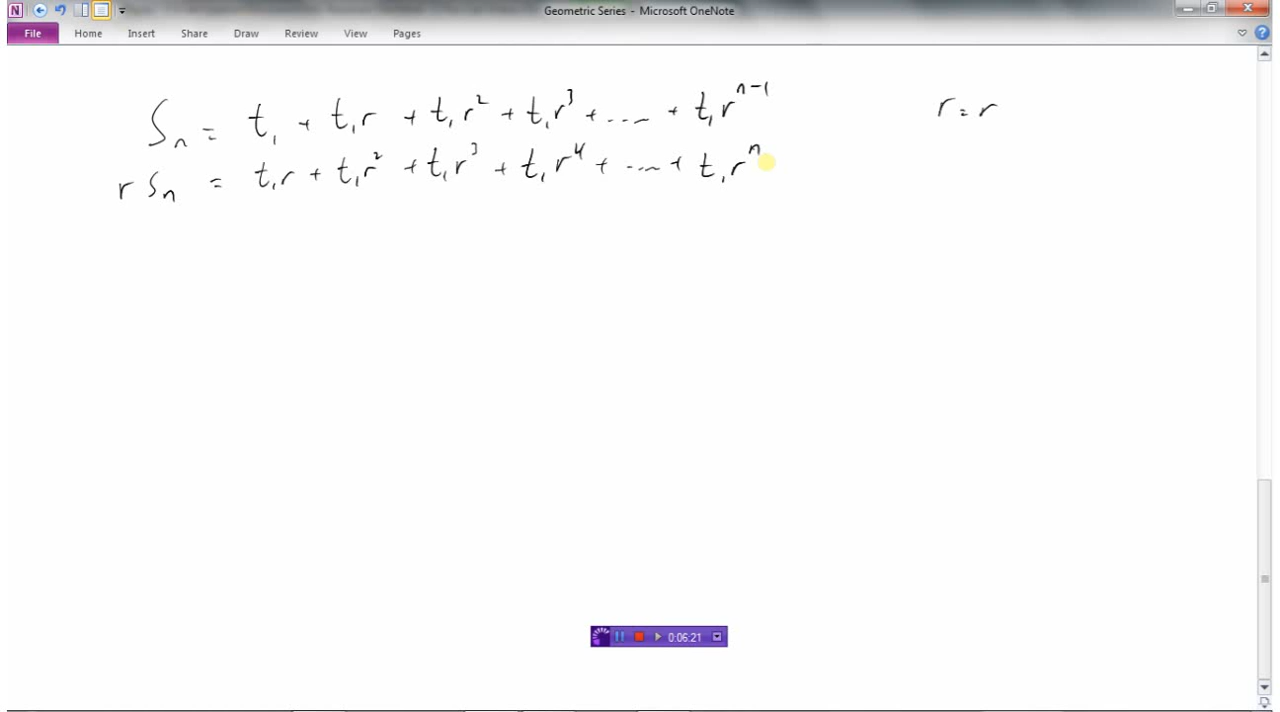 Geometric Series - Microsoft OneNote
File Home Insert Share Draw Review View Pages
Sₙ = t₁ + t₁r + t₁r² + t₁r³ + .... + t₁rⁿ⁻¹ r = r
r Sₙ = t₁r + t₁r² + t₁r³ + t₁r⁴ + .... + t₁rⁿ
0:06:21